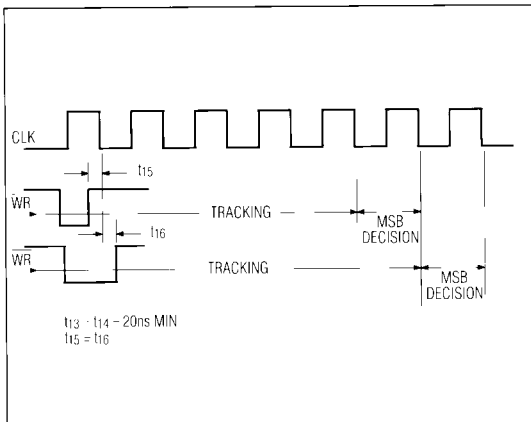 CLK
t15
WR
TRACKING
MSB
DECISION
t16
WR
TRACKING
MSB
DECISION
t13 - t14 - 20ns MIN
t15 = t16